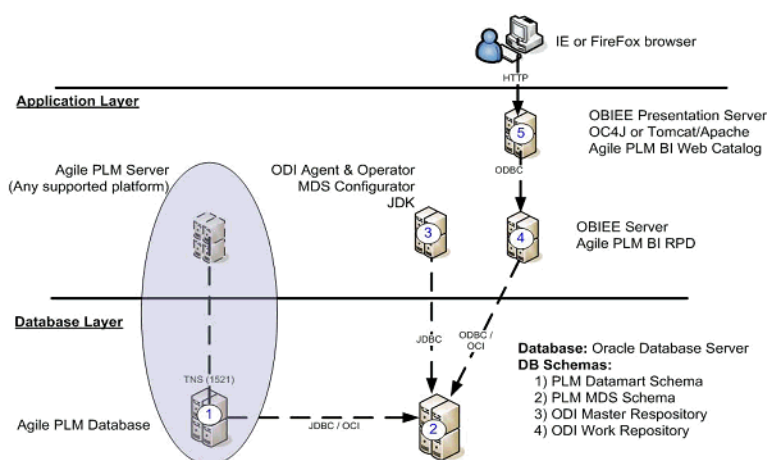 IE or FireFox browser
HTTP
Application Layer
OBIEE Presentation Server
OC4J or Tomcat/Apache
Agile PLM BI Web Catalog
5
ODBC
Agile PLM Server
(Any supported platform)
ODI Agent & Operator
MDS Configurator
JDK
3
4
OBIEE Server
Agile PLM BI RPD
Database Layer
JDBC
ODBC /
OCI
Database: Oracle Database Server
DB Schemas:
1) PLM Datamart Schema
2) PLM MDS Schema
3) ODI Master Respository
4) ODI Work Repository
TNS (1521)
Agile PLM Database
1
JDBC / OCI
2